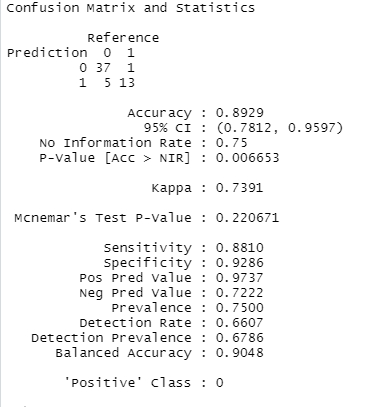 Confusion Matrix and Statistics
Reference
Prediction 0 1
0 37 1
1 5 13
Accuracy : 0.8929
95% CI : (0.7812, 0.9597)
No Information Rate : 0.75
P-Value [Acc > NIR] : 0.006653
Kappa : 0.7391
Mcnemar's Test P-Value : 0.220671
Sensitivity : 0.8810
Specificity : 0.9286
Pos Pred Value : 0.9737
Neg Pred Value : 0.7222
Prevalence : 0.7500
Detection Rate : 0.6607
Detection Prevalence : 0.6786
Balanced Accuracy : 0.9048
'Positive' Class : 0